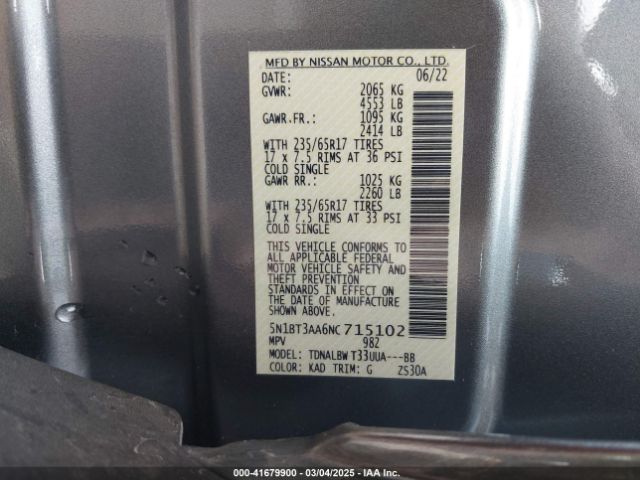 MFD BY NISSAN MOTOR CO., LTD.
DATE: 06/22
GVWR: 2065 KG
4553 LB
GAWR.FR.: 1095 KG
2414 LB
WITH 235/65R17 TIRES
17 x 7.5 RIMS AT 36 PSI
COLD SINGLE
GAWR RR.: 1025 KG
2260 LB
WITH 235/65R17 TIRES
17 x 7.5 RIMS AT 33 PSI
COLD SINGLE
THIS VEHICLE CONFORMS TO
ALL APPLICABLE FEDERAL
MOTOR VEHICLE SAFETY AND
THEFT PREVENTION
STANDARDS IN EFFECT ON
THE DATE OF MANUFACTURE
SHOWN ABOVE.
5N1BT3AA6NC715102
MPV 982
MODEL: TDNALBW T33UUA---BB
COLOR: KAD TRIM: G ZS30A
000-41679900 — 03/04/2025 — IAA Inc.